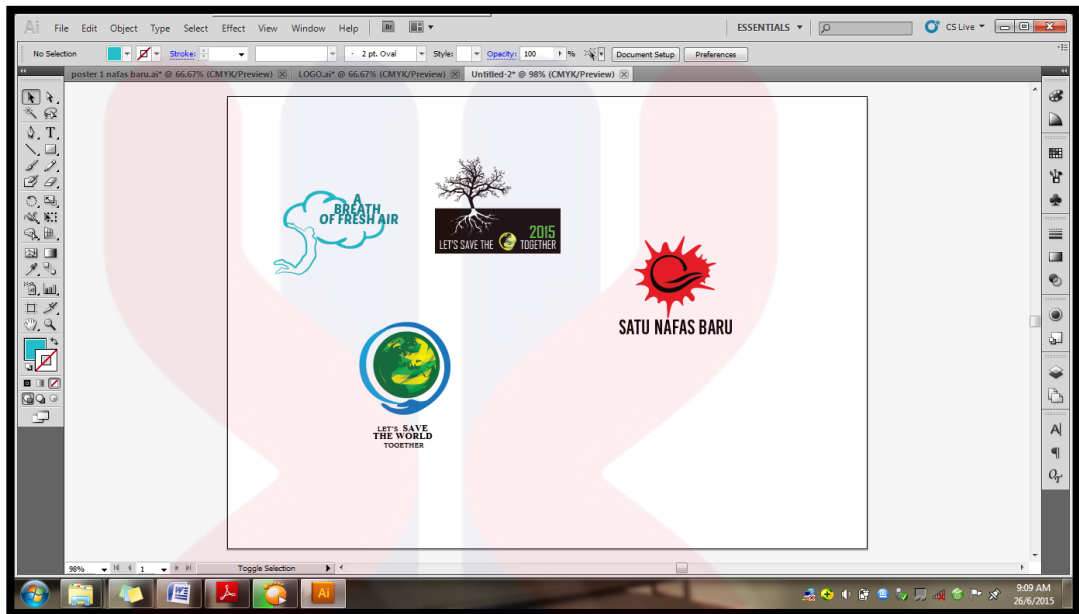 Ai File Edit Object Type Select Effect View Window Help Br ESSENTIALS CS Live
No Selection Stroke: 2 pt. Oval Style: Opacity: 100 % Document Setup Preferences
poster 1 nafas baru.ai* @ 66.67% (CMYK/Preview) LOGO.ai* @ 66.67% (CMYK/Preview) Untitled-2* @ 98% (CMYK/Preview)
A
BREATH
OF FRESH AIR
2015
LET'S SAVE THE TOGETHER
SATU NAFAS BARU
LET'S SAVE
THE WORLD
TOGETHER
98% 1 Toggle Selection
Ai
9:09 AM
26/6/2015